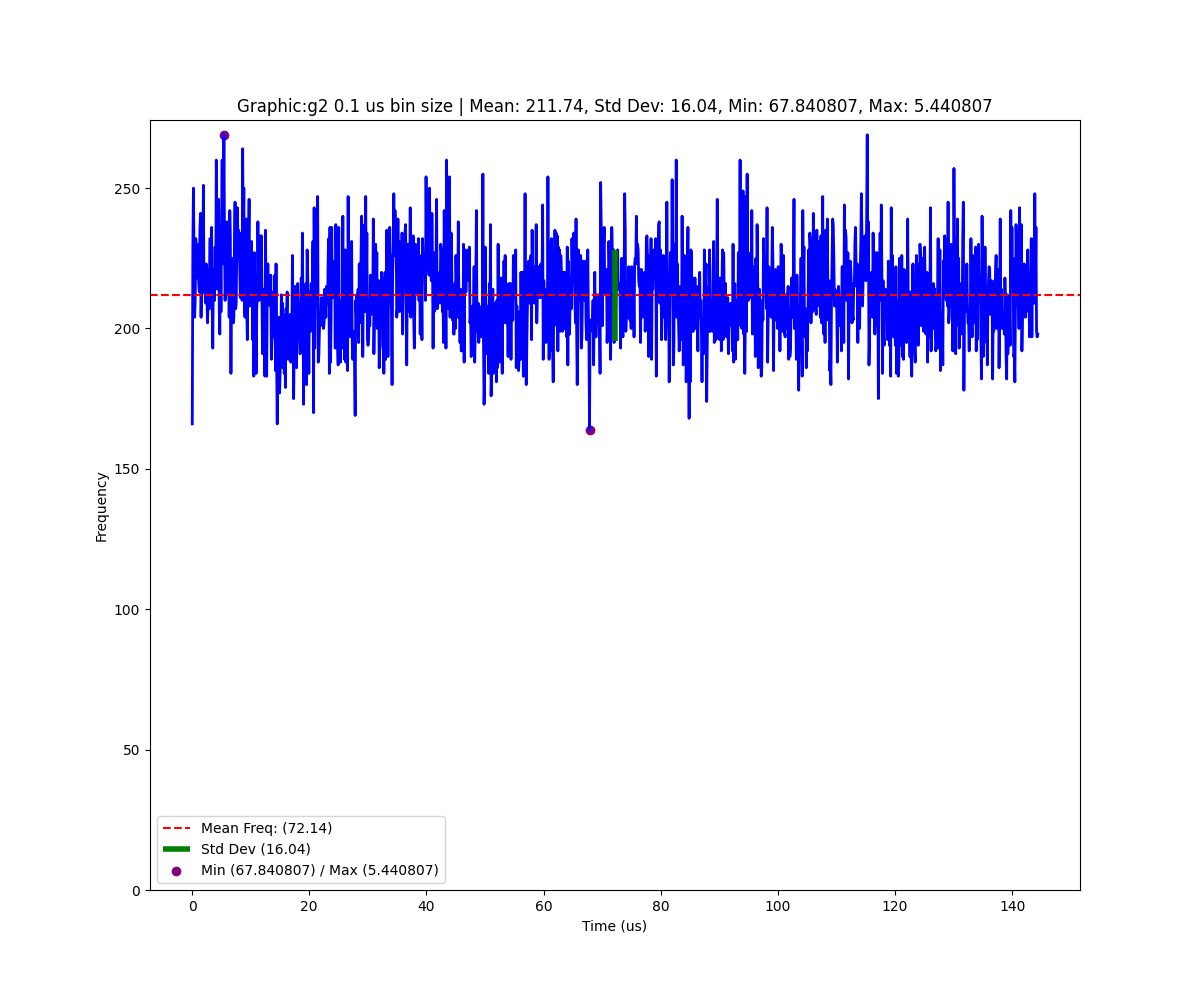 Graphic:g2 0.1 us bin size | Mean: 211.74, Std Dev: 16.04, Min: 67.840807, Max: 5.440807
250
200
150
100
50
0
Frequency
Mean Freq: (72.14)
Std Dev (16.04)
Min (67.840807) / Max (5.440807)
0 20 40 60 80 100 120 140
Time (us)